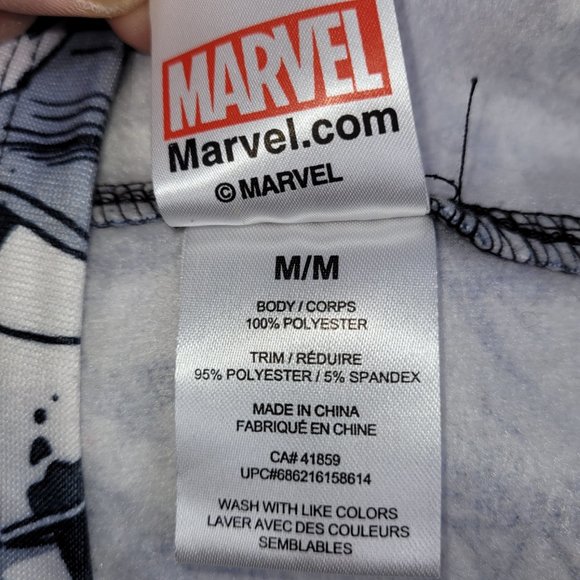 MARVEL
Marvel.com
© MARVEL
M/M
BODY / CORPS
100% POLYESTER
TRIM / RÉDUIRE
95% POLYESTER / 5% SPANDEX
MADE IN CHINA
FABRIQUÉ EN CHINE
CA# 41859
UPC#686216158614
WASH WITH LIKE COLORS
LAVER AVEC DES COULEURS
SEMBLABLES